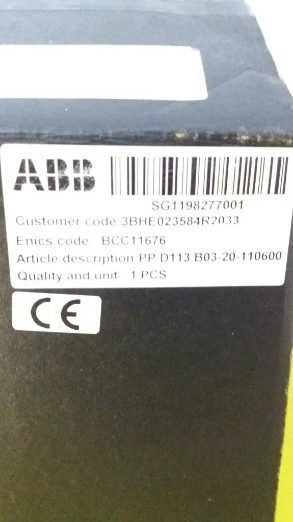 ABB
SG1198277001
Customer code 3BHE023584R2033
Enics code BCC11676
Article description PP D113 B03-20-110600
Quality and unit 1 PCS
CE